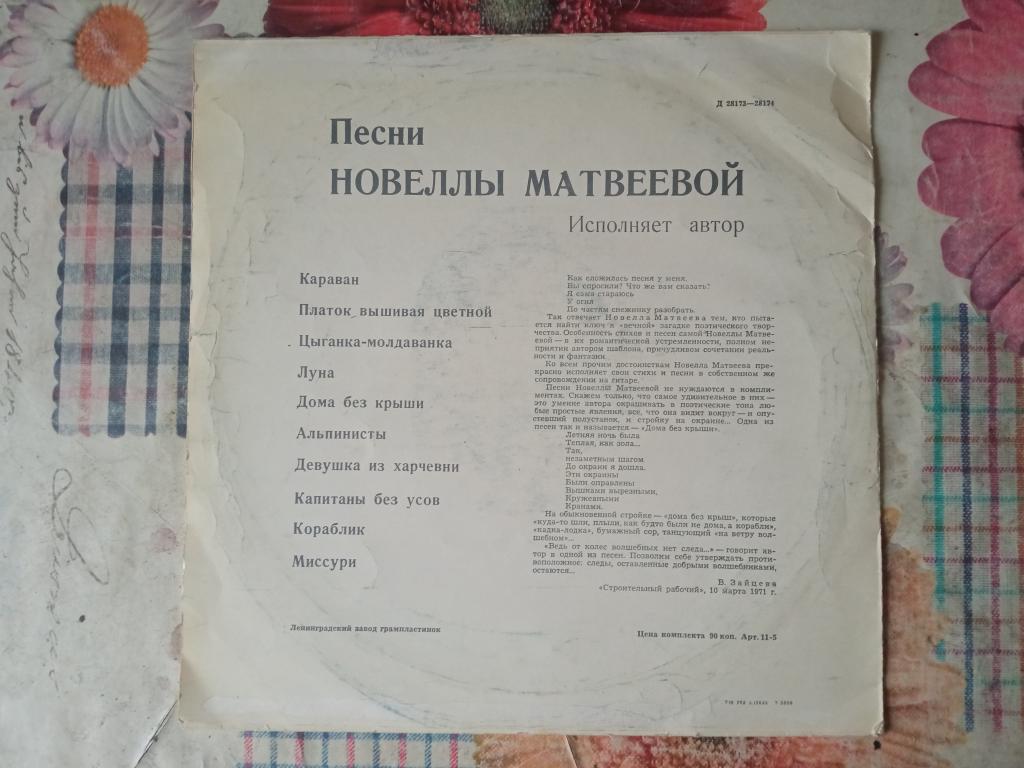 Д 28173—28174
Песни
НОВЕЛЛЫ МАТВЕЕВОЙ
Исполняет автор
Караван
Платок вышивая цветной
Цыганка-молдаванка
Луна
Дома без крыши
Альпинисты
Девушка из харчевни
Капитаны без усов
Кораблик
Миссури
Как сложилась песня у меня,
Вы спросили? Что же вам сказать?
Я сама стараюсь
У огня
По частям снежинку разобрать.
Так отвечает Новелла Матвеева тем, кто пыта-
ется найти ключ к «вечной» загадке поэтического твор-
чества. Особенность стихов и песен самой Новеллы Матве-
евой — в их романтической устремленности, полном не-
приятии автором шаблона, причудливом сочетании реаль-
ности и фантазии.
Ко всем прочим достоинствам Новелла Матвеева пре-
красно исполняет свои стихи и песни в собственном же
сопровождении на гитаре.
Песни Новеллы Матвеевой не нуждаются в компли-
ментах. Скажем только, что самое удивительное в них —
это умение автора окрашивать в поэтические тона лю-
бые простые явления, все, что она видит вокруг — и опу-
стевший полустанок, и стройку на окраине... Одна из
песен так и называется — «Дома без крыши».
Летняя ночь была
Теплая, как зола...
Так,
незаметным шагом
До окраин я дошла.
Эти окраины
Были оправлены
Вышками вырезными,
Кружевными
Кранами.
На обыкновенной стройке — «дома без крыш», которые
«куда-то шли, плыли, как будто были не дома, а корабли»,
«кадка-лодка», бумажный сор, танцующий «на ветру вол-
шебном»...
«Ведь от колес волшебных нет следа...» — говорит ав-
тор в одной из песен. Позволим себе утверждать проти-
воположное: следы, оставленные добрыми волшебниками,
остаются...
В. Зайцева
«Строительный рабочий», 10 марта 1971 г.
Ленинградский завод грампластинок
Цена комплекта 90 коп. Арт. 11-5